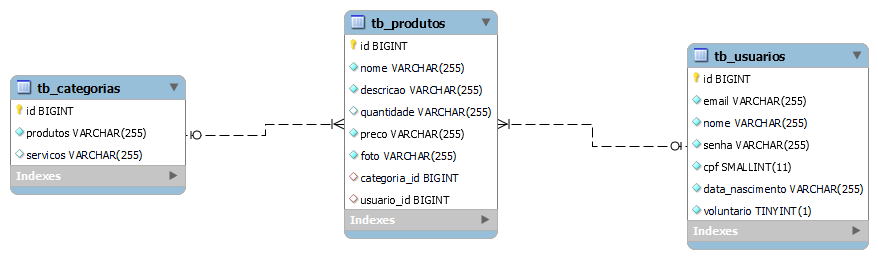 tb_categorias
id BIGINT
produtos VARCHAR(255)
servicos VARCHAR(255)
Indexes
tb_produtos
id BIGINT
nome VARCHAR(255)
descricao VARCHAR(255)
quantidade VARCHAR(255)
preco VARCHAR(255)
foto VARCHAR(255)
categoria_id BIGINT
usuario_id BIGINT
Indexes
tb_usuarios
id BIGINT
email VARCHAR(255)
nome VARCHAR(255)
senha VARCHAR(255)
cpf SMALLINT(11)
data_nascimento VARCHAR(255)
voluntario TINYINT(1)
Indexes